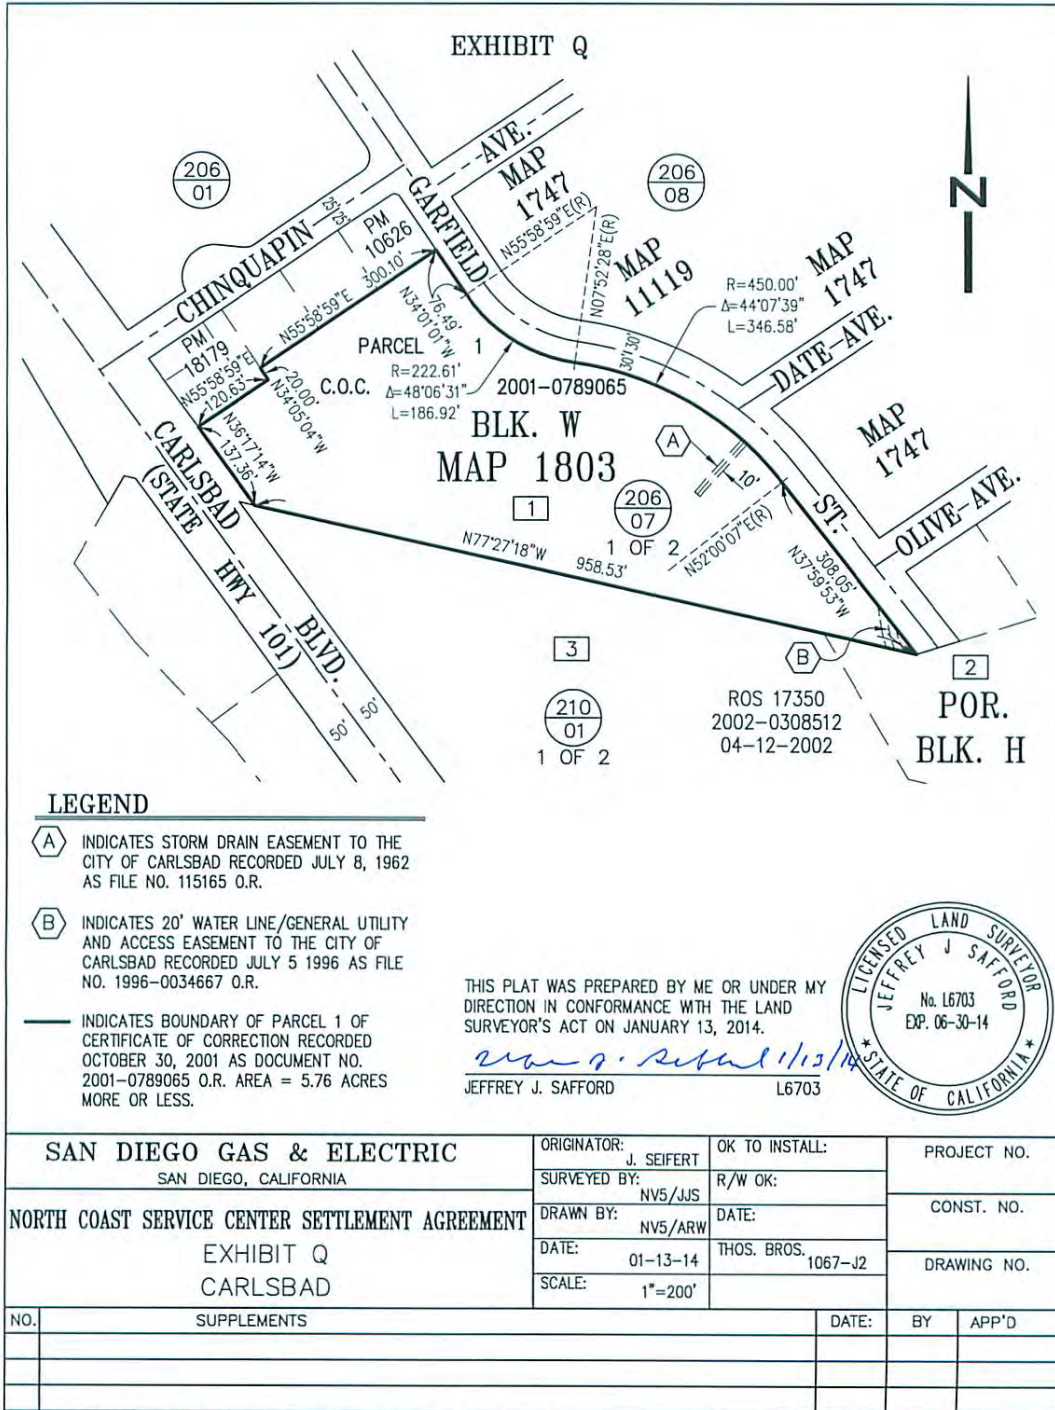 EXHIBIT Q
206
01
CHINQUAPIN
AVE.
25'
25'
GARFIELD
ST.
MAP
1747
N55°58'59"E(R)
206
08
N07°52'28"E(R)
MAP
11119
R=450.00'
Δ=44°07'39"
L=346.58'
MAP
1747
DATE-AVE.
MAP
1747
OLIVE-AVE.
N
PM
10626
N55°58'59"E
300.10'
76.49'
N34°01'01"W
PM
18179
N55°58'59"E
120.63'
20.00'
N34°05'04"W
N36°17'14"W
137.36'
PARCEL 1
C.O.C.
2001-0789065
R=222.61'
Δ=48°06'31"
L=186.92'
30'
30'
BLK. W
MAP 1803
A
10'
1
206
07
1 OF 2
N52°00'07"E(R)
N77°27'18"W
958.53'
308.05'
N37°59'53"W
CARLSBAD
BLVD.
(STATE HWY 101)
50'
50'
3
210
01
1 OF 2
B
2
ROS 17350
2002-0308512
04-12-2002
POR.
BLK. H
LEGEND
A
INDICATES STORM DRAIN EASEMENT TO THE
CITY OF CARLSBAD RECORDED JULY 8, 1962
AS FILE NO. 115165 O.R.
B
INDICATES 20' WATER LINE/GENERAL UTILITY
AND ACCESS EASEMENT TO THE CITY OF
CARLSBAD RECORDED JULY 5 1996 AS FILE
NO. 1996-0034667 O.R.
INDICATES BOUNDARY OF PARCEL 1 OF
CERTIFICATE OF CORRECTION RECORDED
OCTOBER 30, 2001 AS DOCUMENT NO.
2001-0789065 O.R. AREA = 5.76 ACRES
MORE OR LESS.
THIS PLAT WAS PREPARED BY ME OR UNDER MY
DIRECTION IN CONFORMANCE WITH THE LAND
SURVEYOR'S ACT ON JANUARY 13, 2014.
1/13/14
JEFFREY J. SAFFORD L6703
LICENSED LAND SURVEYOR
JEFFREY J SAFFORD
No. L6703
EXP. 06-30-14
STATE OF CALIFORNIA
SAN DIEGO GAS & ELECTRIC
SAN DIEGO, CALIFORNIA
NORTH COAST SERVICE CENTER SETTLEMENT AGREEMENT
EXHIBIT Q
CARLSBAD
ORIGINATOR:
J. SEIFERT
SURVEYED BY:
NV5/JJS
DRAWN BY:
NV5/ARW
DATE:
01-13-14
SCALE:
1"=200'
OK TO INSTALL:
R/W OK:
DATE:
THOS. BROS.
1067-J2
PROJECT NO.
CONST. NO.
DRAWING NO.
NO. SUPPLEMENTS DATE: BY APP'D